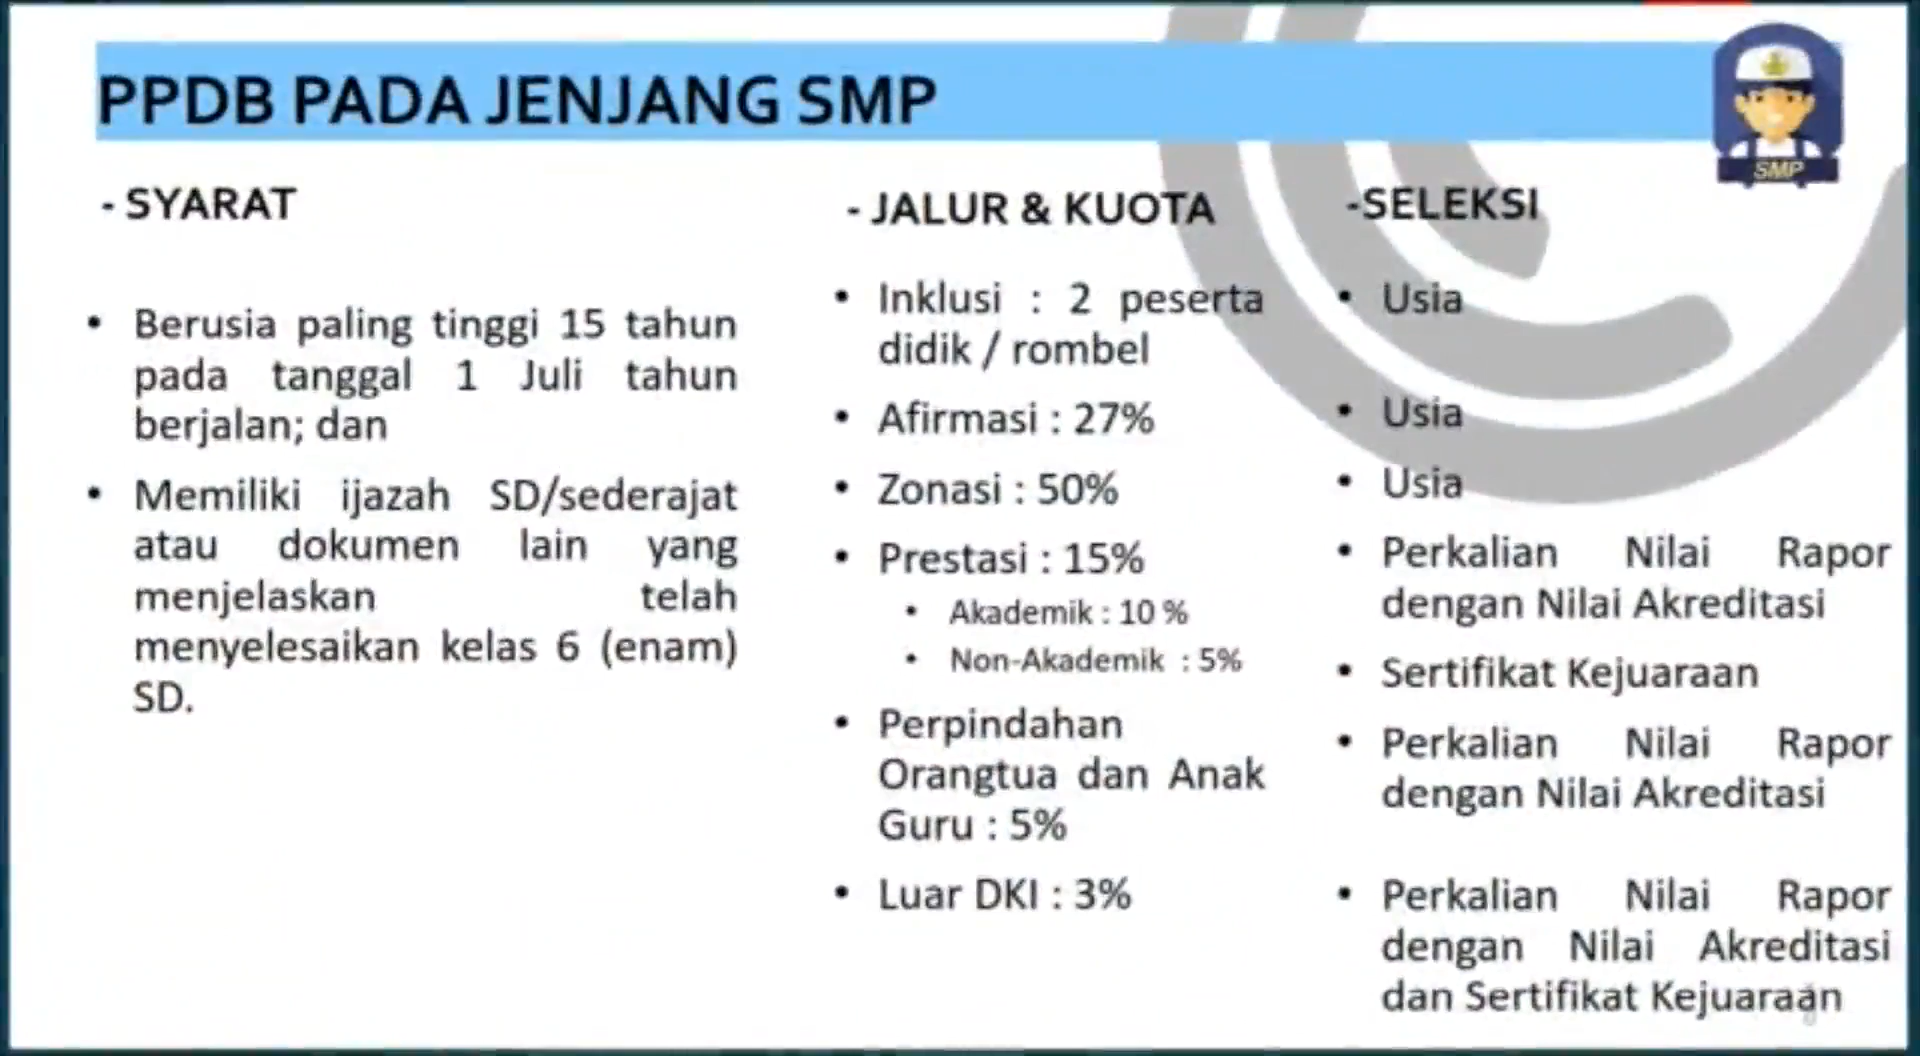 PPDB PADA JENJANG SMP
SMP
- SYARAT
• Berusia paling tinggi 15 tahun
pada tanggal 1 Juli tahun
berjalan; dan
• Memiliki ijazah SD/sederajat
atau dokumen lain yang
menjelaskan telah
menyelesaikan kelas 6 (enam)
SD.
- JALUR & KUOTA
• Inklusi : 2 peserta
didik / rombel
• Afirmasi : 27%
• Zonasi : 50%
• Prestasi : 15%
• Akademik : 10 %
• Non-Akademik : 5%
• Perpindahan
Orangtua dan Anak
Guru : 5%
• Luar DKI : 3%
-SELEKSI
• Usia
• Usia
• Usia
• Perkalian Nilai Rapor
dengan Nilai Akreditasi
• Sertifikat Kejuaraan
• Perkalian Nilai Rapor
dengan Nilai Akreditasi
• Perkalian Nilai Rapor
dengan Nilai Akreditasi
dan Sertifikat Kejuaraan